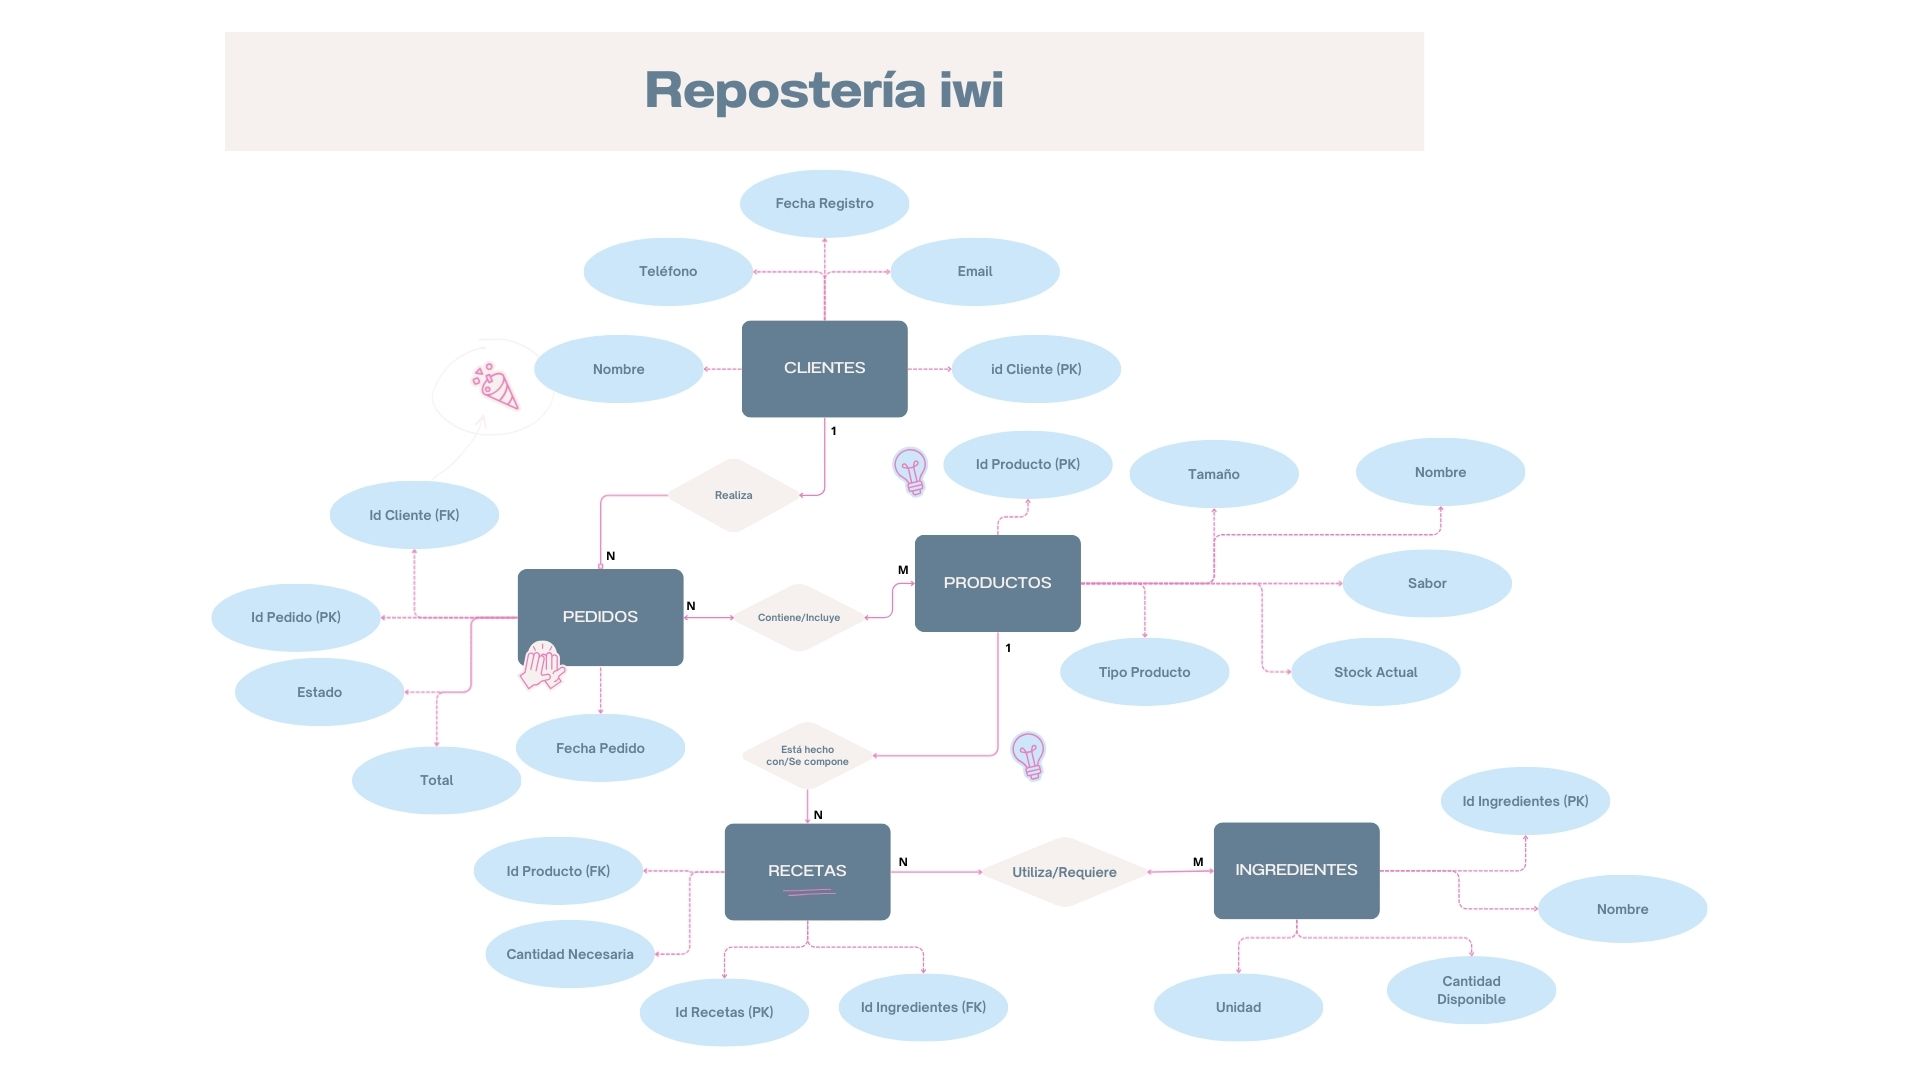 Repostería iwi
Fecha Registro
Teléfono
Email
CLIENTES
Nombre
id Cliente (PK)
1
Realiza
N
Id Cliente (FK)
Id Producto (PK)
Tamaño
Nombre
PEDIDOS
N
Contiene/Incluye
M
PRODUCTOS
Sabor
Id Pedido (PK)
Estado
Total
Fecha Pedido
Tipo Producto
Stock Actual
1
Está hecho
con/Se compone
N
RECETAS
N
Utiliza/Requiere
M
INGREDIENTES
Id Ingredientes (PK)
Nombre
Id Producto (FK)
Cantidad Necesaria
Id Recetas (PK)
Id Ingredientes (FK)
Unidad
Cantidad
Disponible